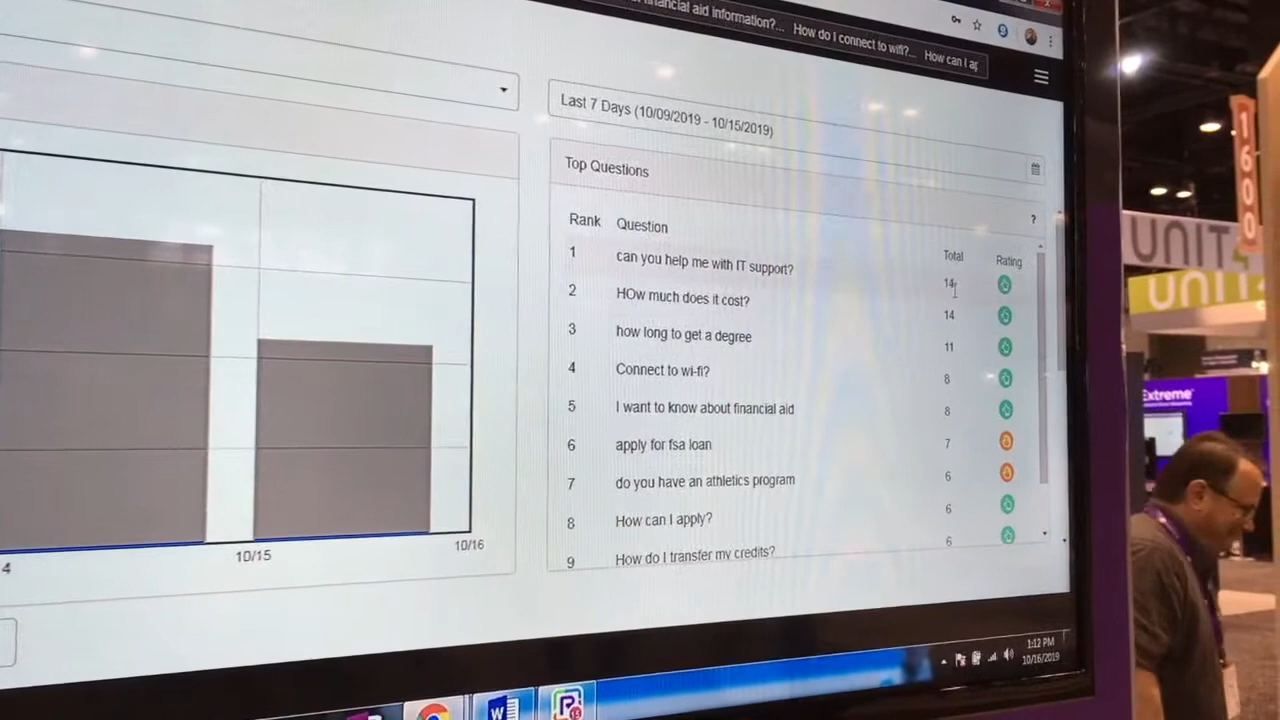 financial aid information?... How do I connect to wifi?... How can I ap
Last 7 Days (10/09/2019 - 10/15/2019)
Top Questions
?
Rank Question Total Rating
1 can you help me with IT support? 14
2 HOw much does it cost? 14
3 how long to get a degree 11
4 Connect to wi-fi? 8
5 I want to know about financial aid 8
6 apply for fsa loan 7
7 do you have an athletics program 6
8 How can I apply? 6
9 How do I transfer my credits? 6
4 10/15 10/16
1:12 PM
10/16/2019
W
P
15
1600
UNIT4
UNIT
Extreme